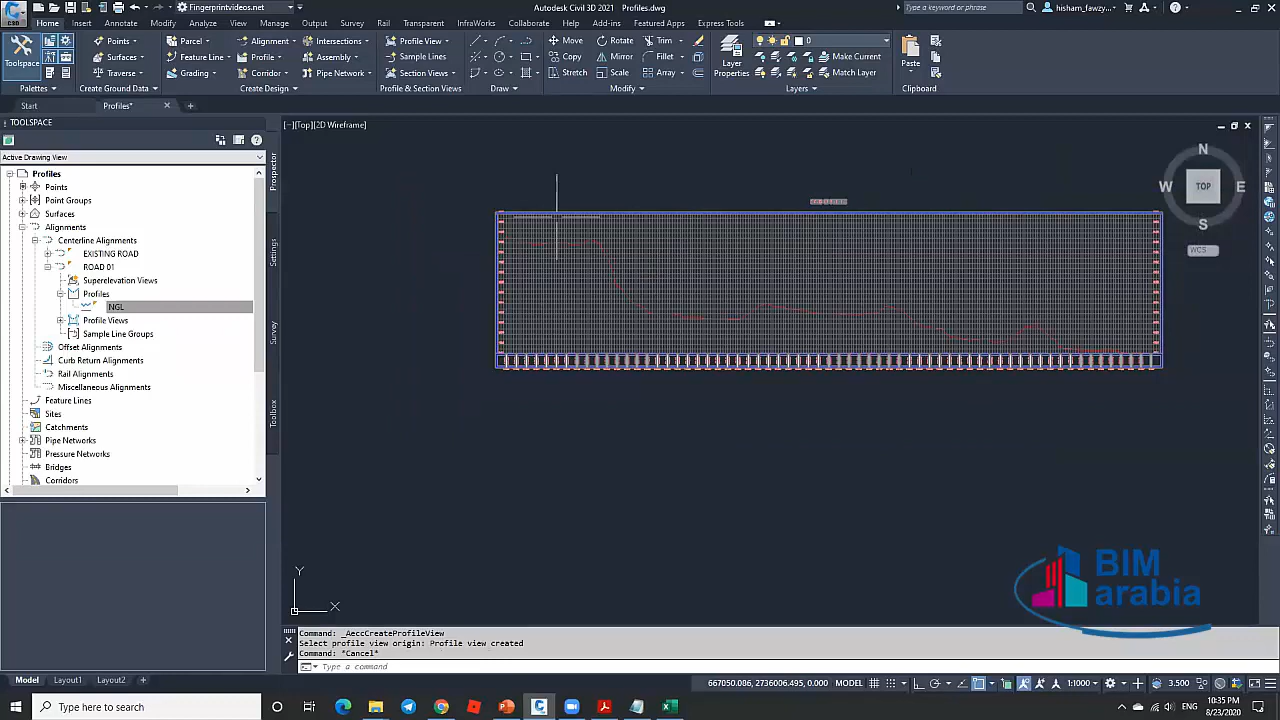 Fingerprintvideos.net
Autodesk Civil 3D 2021 Profiles.dwg
Type a keyword or phrase
hisham_fawzy...
C3D
Home Insert Annotate Modify Analyze View Manage Output Survey Rail Transparent InfraWorks Collaborate Help Add-ins Featured Apps Express Tools
Toolspace
Points
Surfaces
Traverse
Parcel
Feature Line
Grading
Alignment
Profile
Corridor
Intersections
Assembly
Pipe Network
Profile View
Sample Lines
Section Views
Move
Copy
Stretch
Rotate
Mirror
Scale
Trim
Fillet
Array
Layer Properties
0
Make Current
Match Layer
Paste
Palettes
Create Ground Data
Create Design
Profile & Section Views
Draw
Modify
Layers
Clipboard
Start
Profiles*
TOOLSPACE
Active Drawing View
Profiles
Points
Point Groups
Surfaces
Alignments
Centerline Alignments
EXISTING ROAD
ROAD 01
Superelevation Views
Profiles
NGL
Profile Views
Sample Line Groups
Offset Alignments
Curb Return Alignments
Rail Alignments
Miscellaneous Alignments
Feature Lines
Sites
Catchments
Pipe Networks
Pressure Networks
Bridges
Corridors
Prospector
Settings
Survey
Toolbox
[−][Top][2D Wireframe]
N
W
TOP
E
S
WCS
Y
X
BIM
arabia
Command: _AeccCreateProfileView
Select profile view origin: Profile view created
Command: *Cancel*
Type a command
Model
Layout1
Layout2
667050.086, 2736006.495, 0.000 MODEL
1:1000
3.500
Type here to search
ENG
10:35 PM
8/23/2020